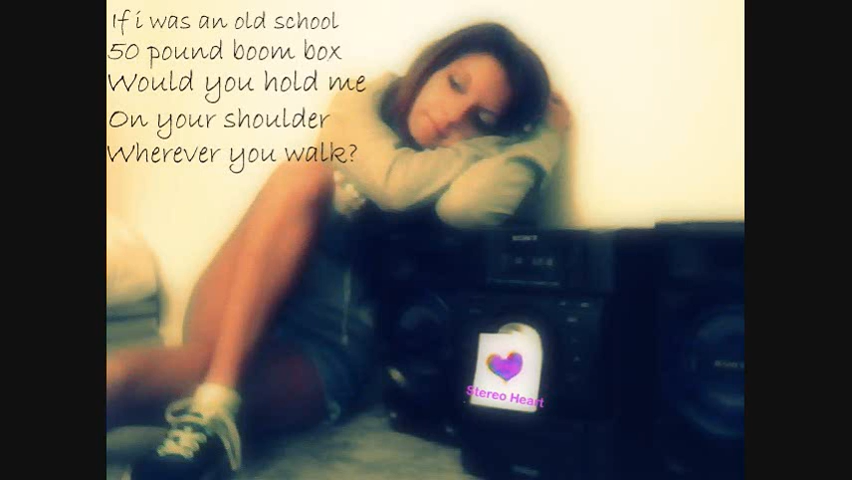 If i was an old school
50 pound boom box
Would you hold me
On your shoulder
Wherever you walk?
SONY
Stereo Heart